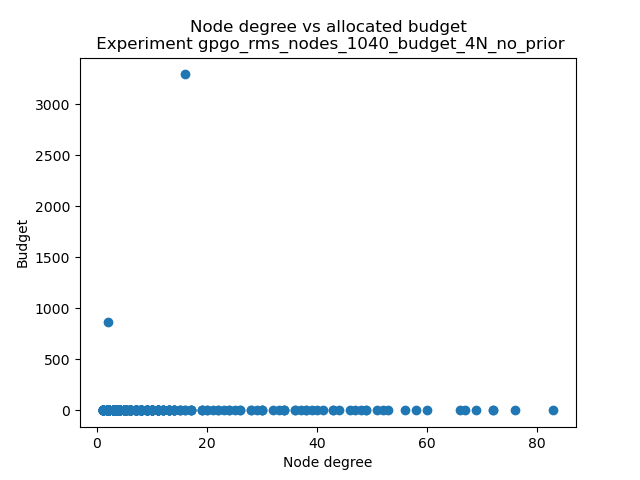 Node degree vs allocated budget
Experiment gpgo_rms_nodes_1040_budget_4N_no_prior
3000
2500
2000
1500
1000
500
0
Budget
0 20 40 60 80
Node degree